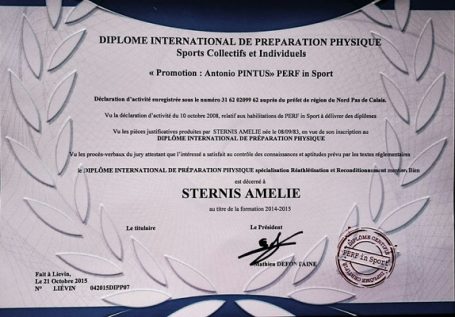 DIPLOME INTERNATIONAL DE PREPARATION PHYSIQUE
Sports Collectifs et Individuels
« Promotion : Antonio PINTUS» PERF in Sport
Déclaration d'activité enregistrée sous le numéro 31 62 02099 62 auprès du préfet de région du Nord Pas de Calais.
Vu la déclaration d'activité du 10 octobre 2008, relative aux habilitations de PERF in Sport à délivrer des diplômes
Vu les pièces justificatives produites par STERNIS AMELIE née le 08/09/83, en vue de son inscription au
DIPLÔME INTERNATIONAL DE PRÉPARATION PHYSIQUE
Vu les procès-verbaux du jury attestant que l'intéressé a satisfait au contrôle des connaissances et aptitudes prévu par les textes réglementaires
le DIPLÔME INTERNATIONAL DE PRÉPARATION PHYSIQUE spécialisation Réathlétisation et Reconditionnement
est décerné à
STERNIS AMELIE
au titre de la formation 2014-2015
Le titulaire
Le Président
Mathieu DEFONTAINE
DIPLÔME CERTIFIÉ
PERF in Sport
DIPLÔME CERTIFIÉ
Fait à Liévin,
Le 21 Octobre 2015
N° LIÉVIN 042015DIPP07